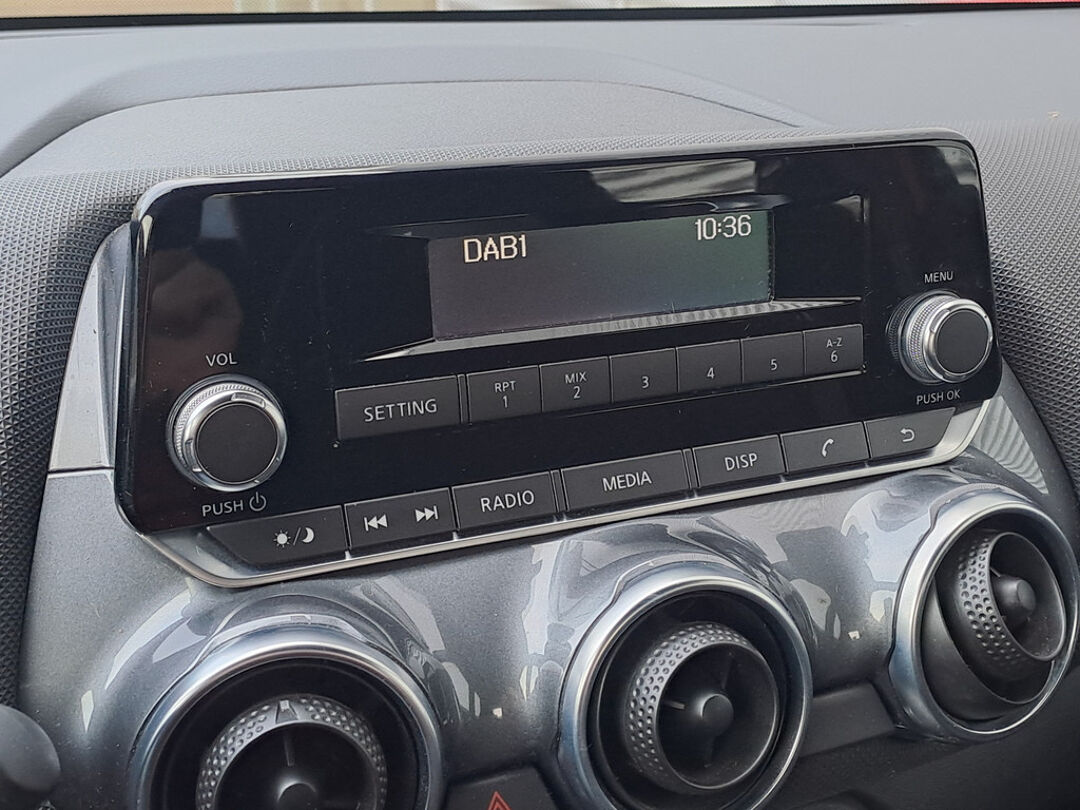 DAB1 10:36
MENU
VOL
SETTING
RPT
1
MIX
2
3
4
5
A-Z
6
PUSH OK
PUSH
RADIO
MEDIA
DISP